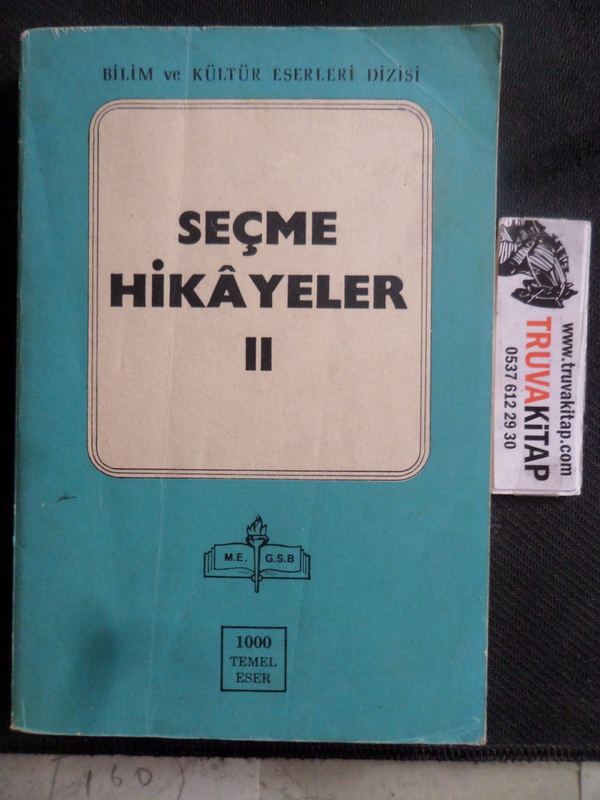 BİLİM ve KÜLTÜR ESERLERİ DİZİSİ
SEÇME
HİKÂYELER
II
M.E. G.S.B
1000
TEMEL
ESER
www.truvakitap.com
TRUVAKİTAP
0537 612 29 30
160